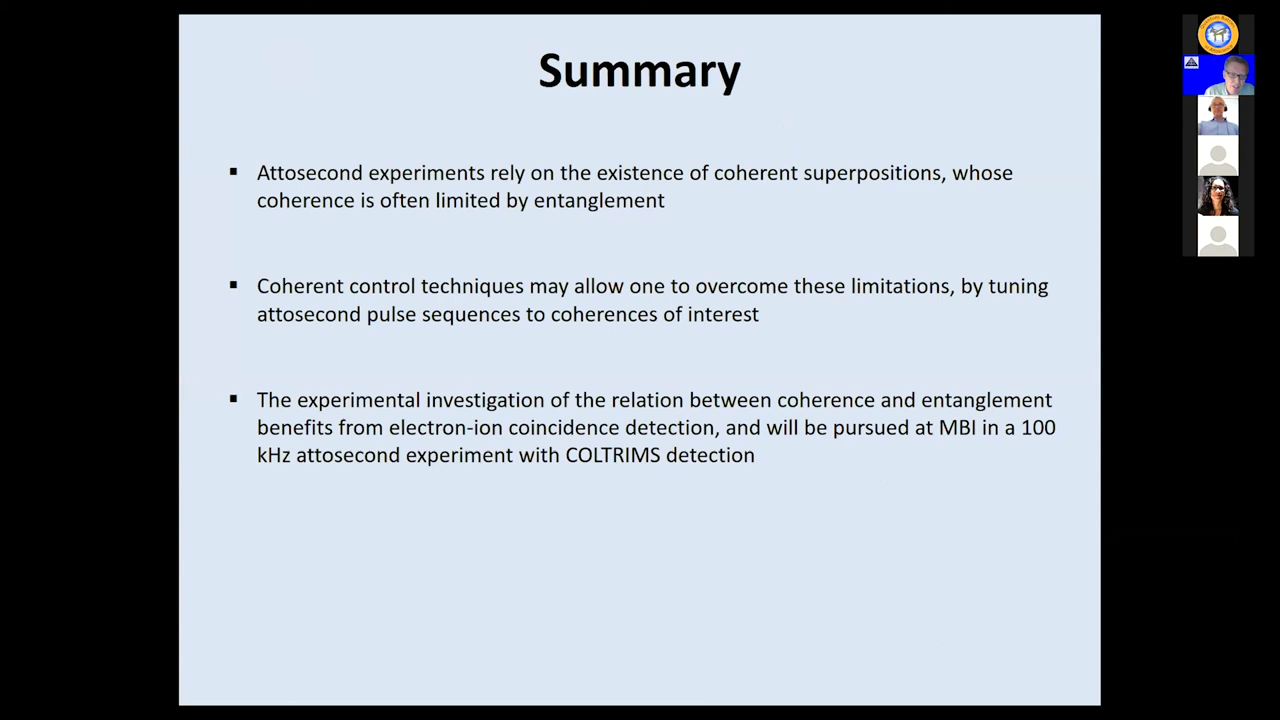 Summary
▪ Attosecond experiments rely on the existence of coherent superpositions, whose
coherence is often limited by entanglement
▪ Coherent control techniques may allow one to overcome these limitations, by tuning
attosecond pulse sequences to coherences of interest
▪ The experimental investigation of the relation between coherence and entanglement
benefits from electron-ion coincidence detection, and will be pursued at MBI in a 100
kHz attosecond experiment with COLTRIMS detection